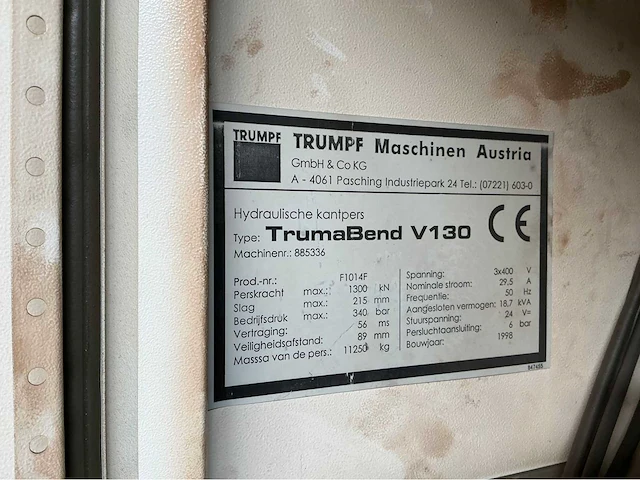 TRUMPF
TRUMPF Maschinen Austria
GmbH & Co KG
A - 4061 Pasching Industriepark 24 Tel.: (07221) 603-0
Hydraulische kantpers
Type: TrumaBend V130
CE
Machinenr.: 885336
Prod.-nr.: F1014F
Perskracht max.: 1300 kN
Slag max.: 215 mm
Bedrijfsdruk max.: 340 bar
Vertraging: 56 ms
Veiligheidsafstand: 89 mm
Masssa van de pers: 11250 kg
Spanning: 3x400 V
Nominale stroom: 29,5 A
Frequentie: 50 Hz
Aangesloten vermogen: 18,7 kVA
Stuurspanning: 24 V=
Persluchtaansluiting: 6 bar
Bouwjaar: 1998